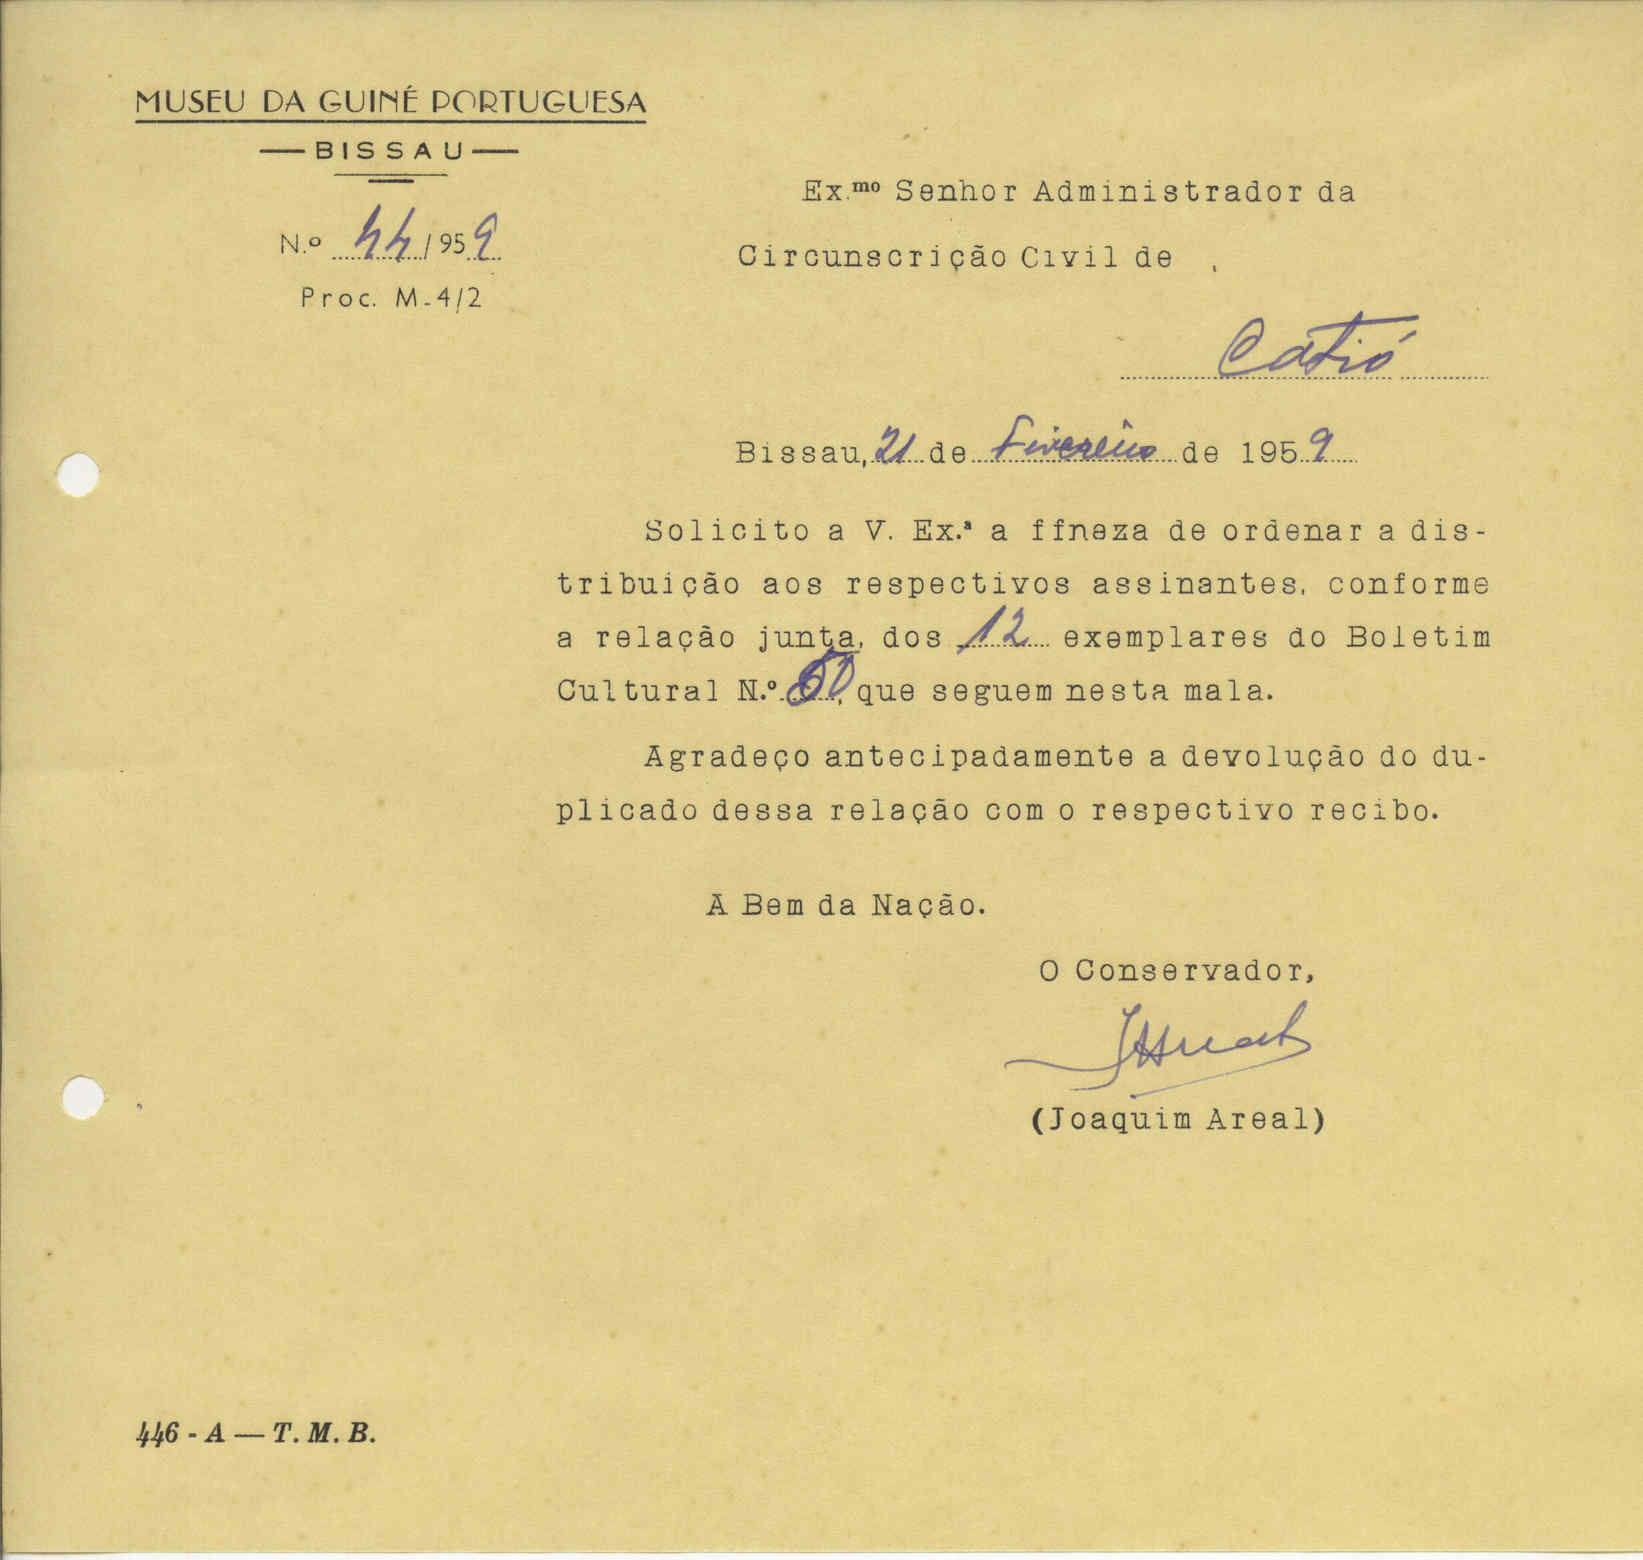 MUSEU DA GUINÉ PORTUGUESA
— BISSAU —
N.º 44/959
Proc. M-4/2
Ex.mo Senhor Administrador da
Circunscrição Civil de
Catió
Bissau, 21 de Fevereiro de 1959
Solicito a V. Ex.ª a ffneza de ordenar a dis-
tribuição aos respectivos assinantes, conforme
a relação junta, dos 12 exemplares do Boletim
Cultural N.º 50, que seguem nesta mala.
Agradeço antecipadamente a devolução do du-
plicado dessa relação com o respectivo recibo.
A Bem da Nação.
O Conservador,
(Joaquim Areal)
446 - A — T. M. B.